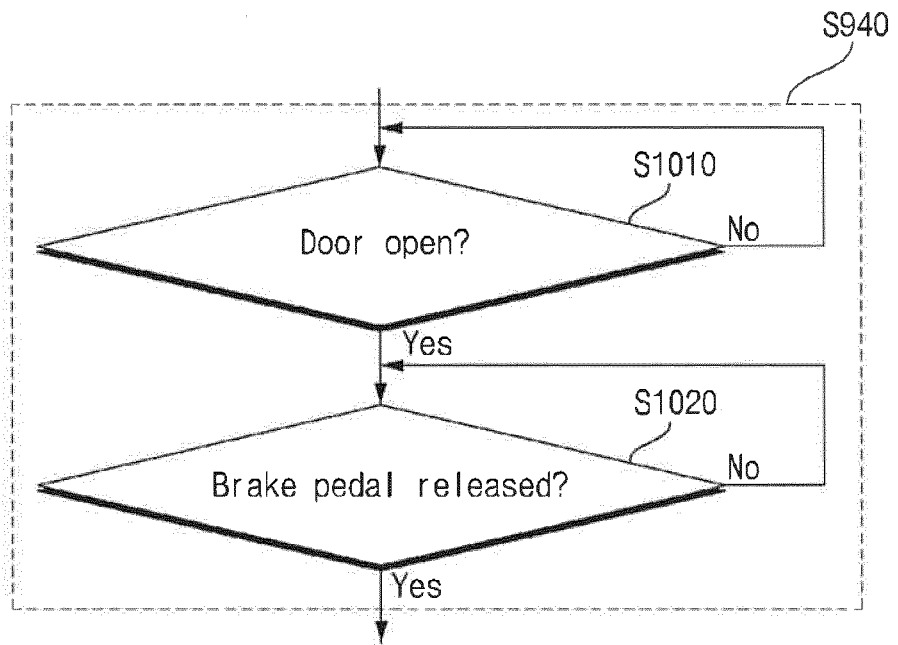 S940
S1010
Door open?
No
Yes
S1020
Brake pedal released?
No
Yes